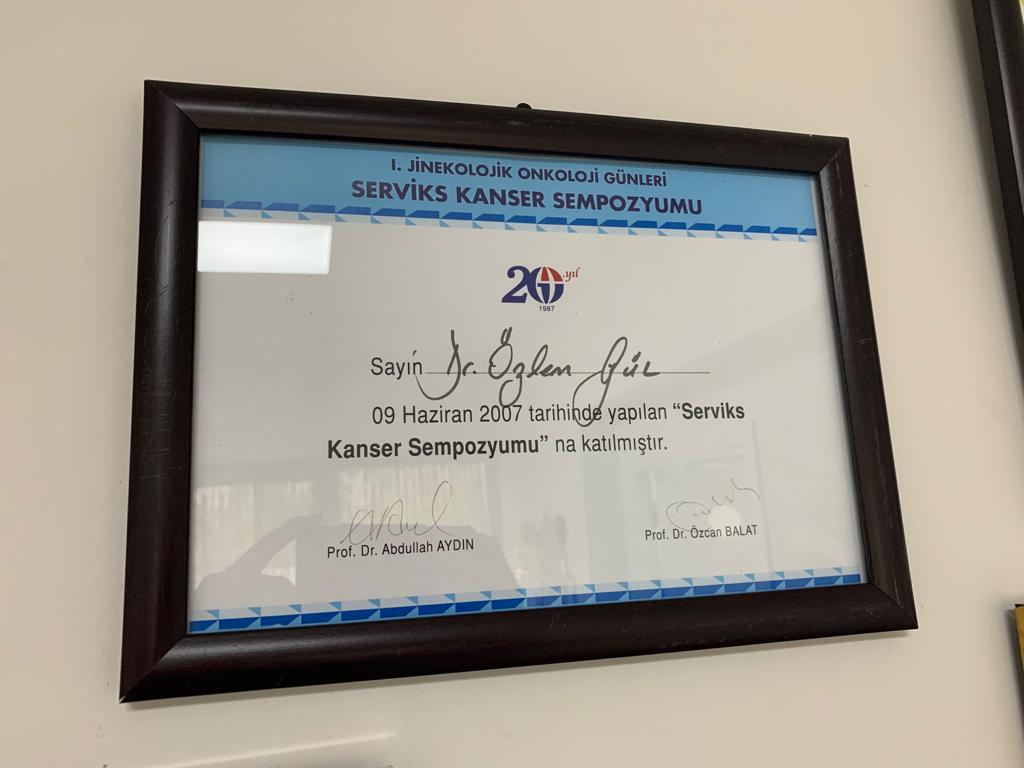 I. JİNEKOLOJİK ONKOLOJİ GÜNLERİ
SERVİKS KANSER SEMPOZYUMU
20.yıl
1987
Sayın Dr. Özlem Gül
09 Haziran 2007 tarihinde yapılan “Serviks
Kanser Sempozyumu” na katılmıştır.
Prof. Dr. Abdullah AYDIN
Prof. Dr. Özcan BALAT